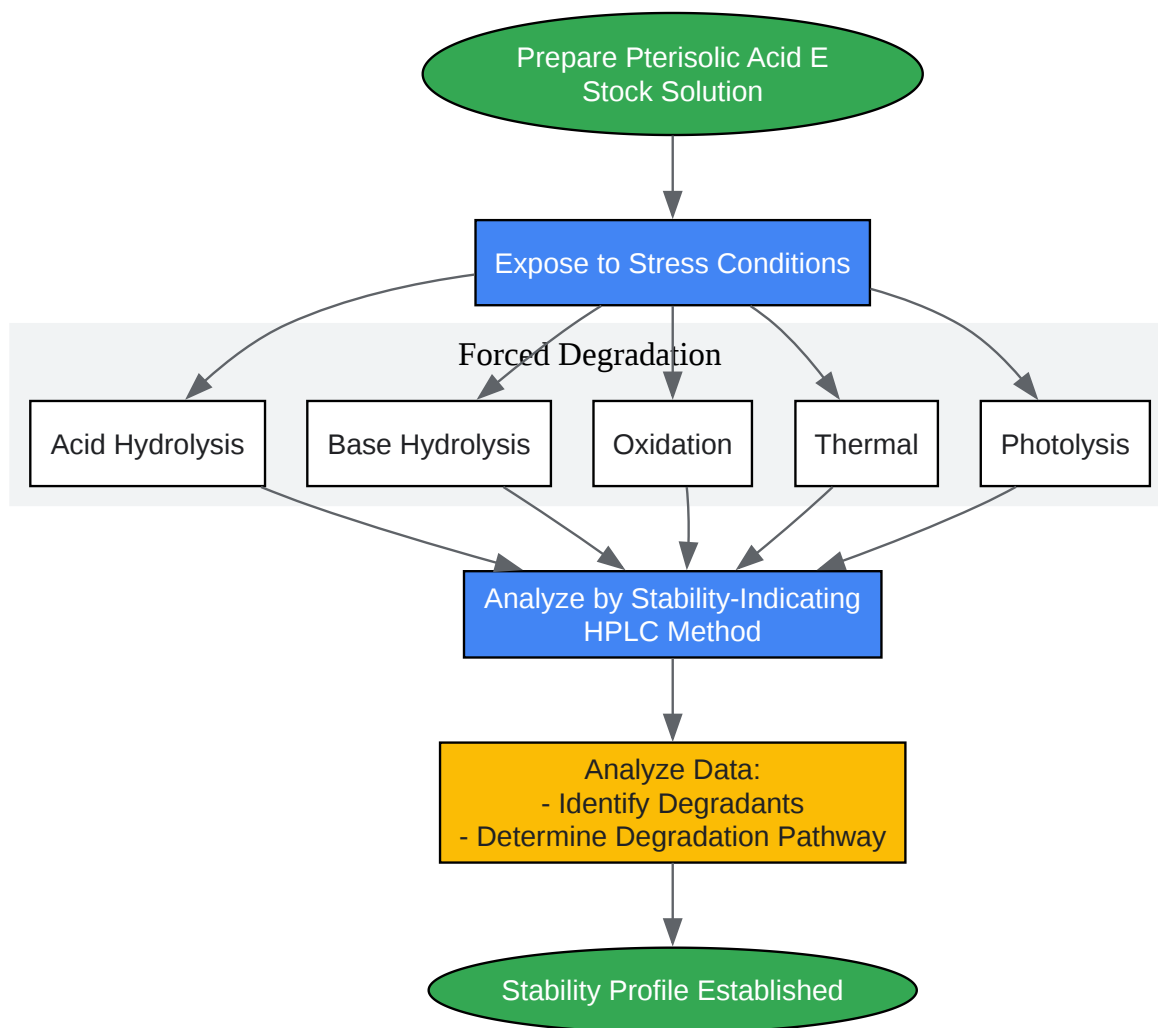 Prepare Pterisolic Acid E
Stock Solution
Expose to Stress Conditions
Forced Degradation
Acid Hydrolysis
Base Hydrolysis
Oxidation
Thermal
Photolysis
Analyze by Stability-Indicating
HPLC Method
Analyze Data:
- Identify Degradants
- Determine Degradation Pathway
Stability Profile Established